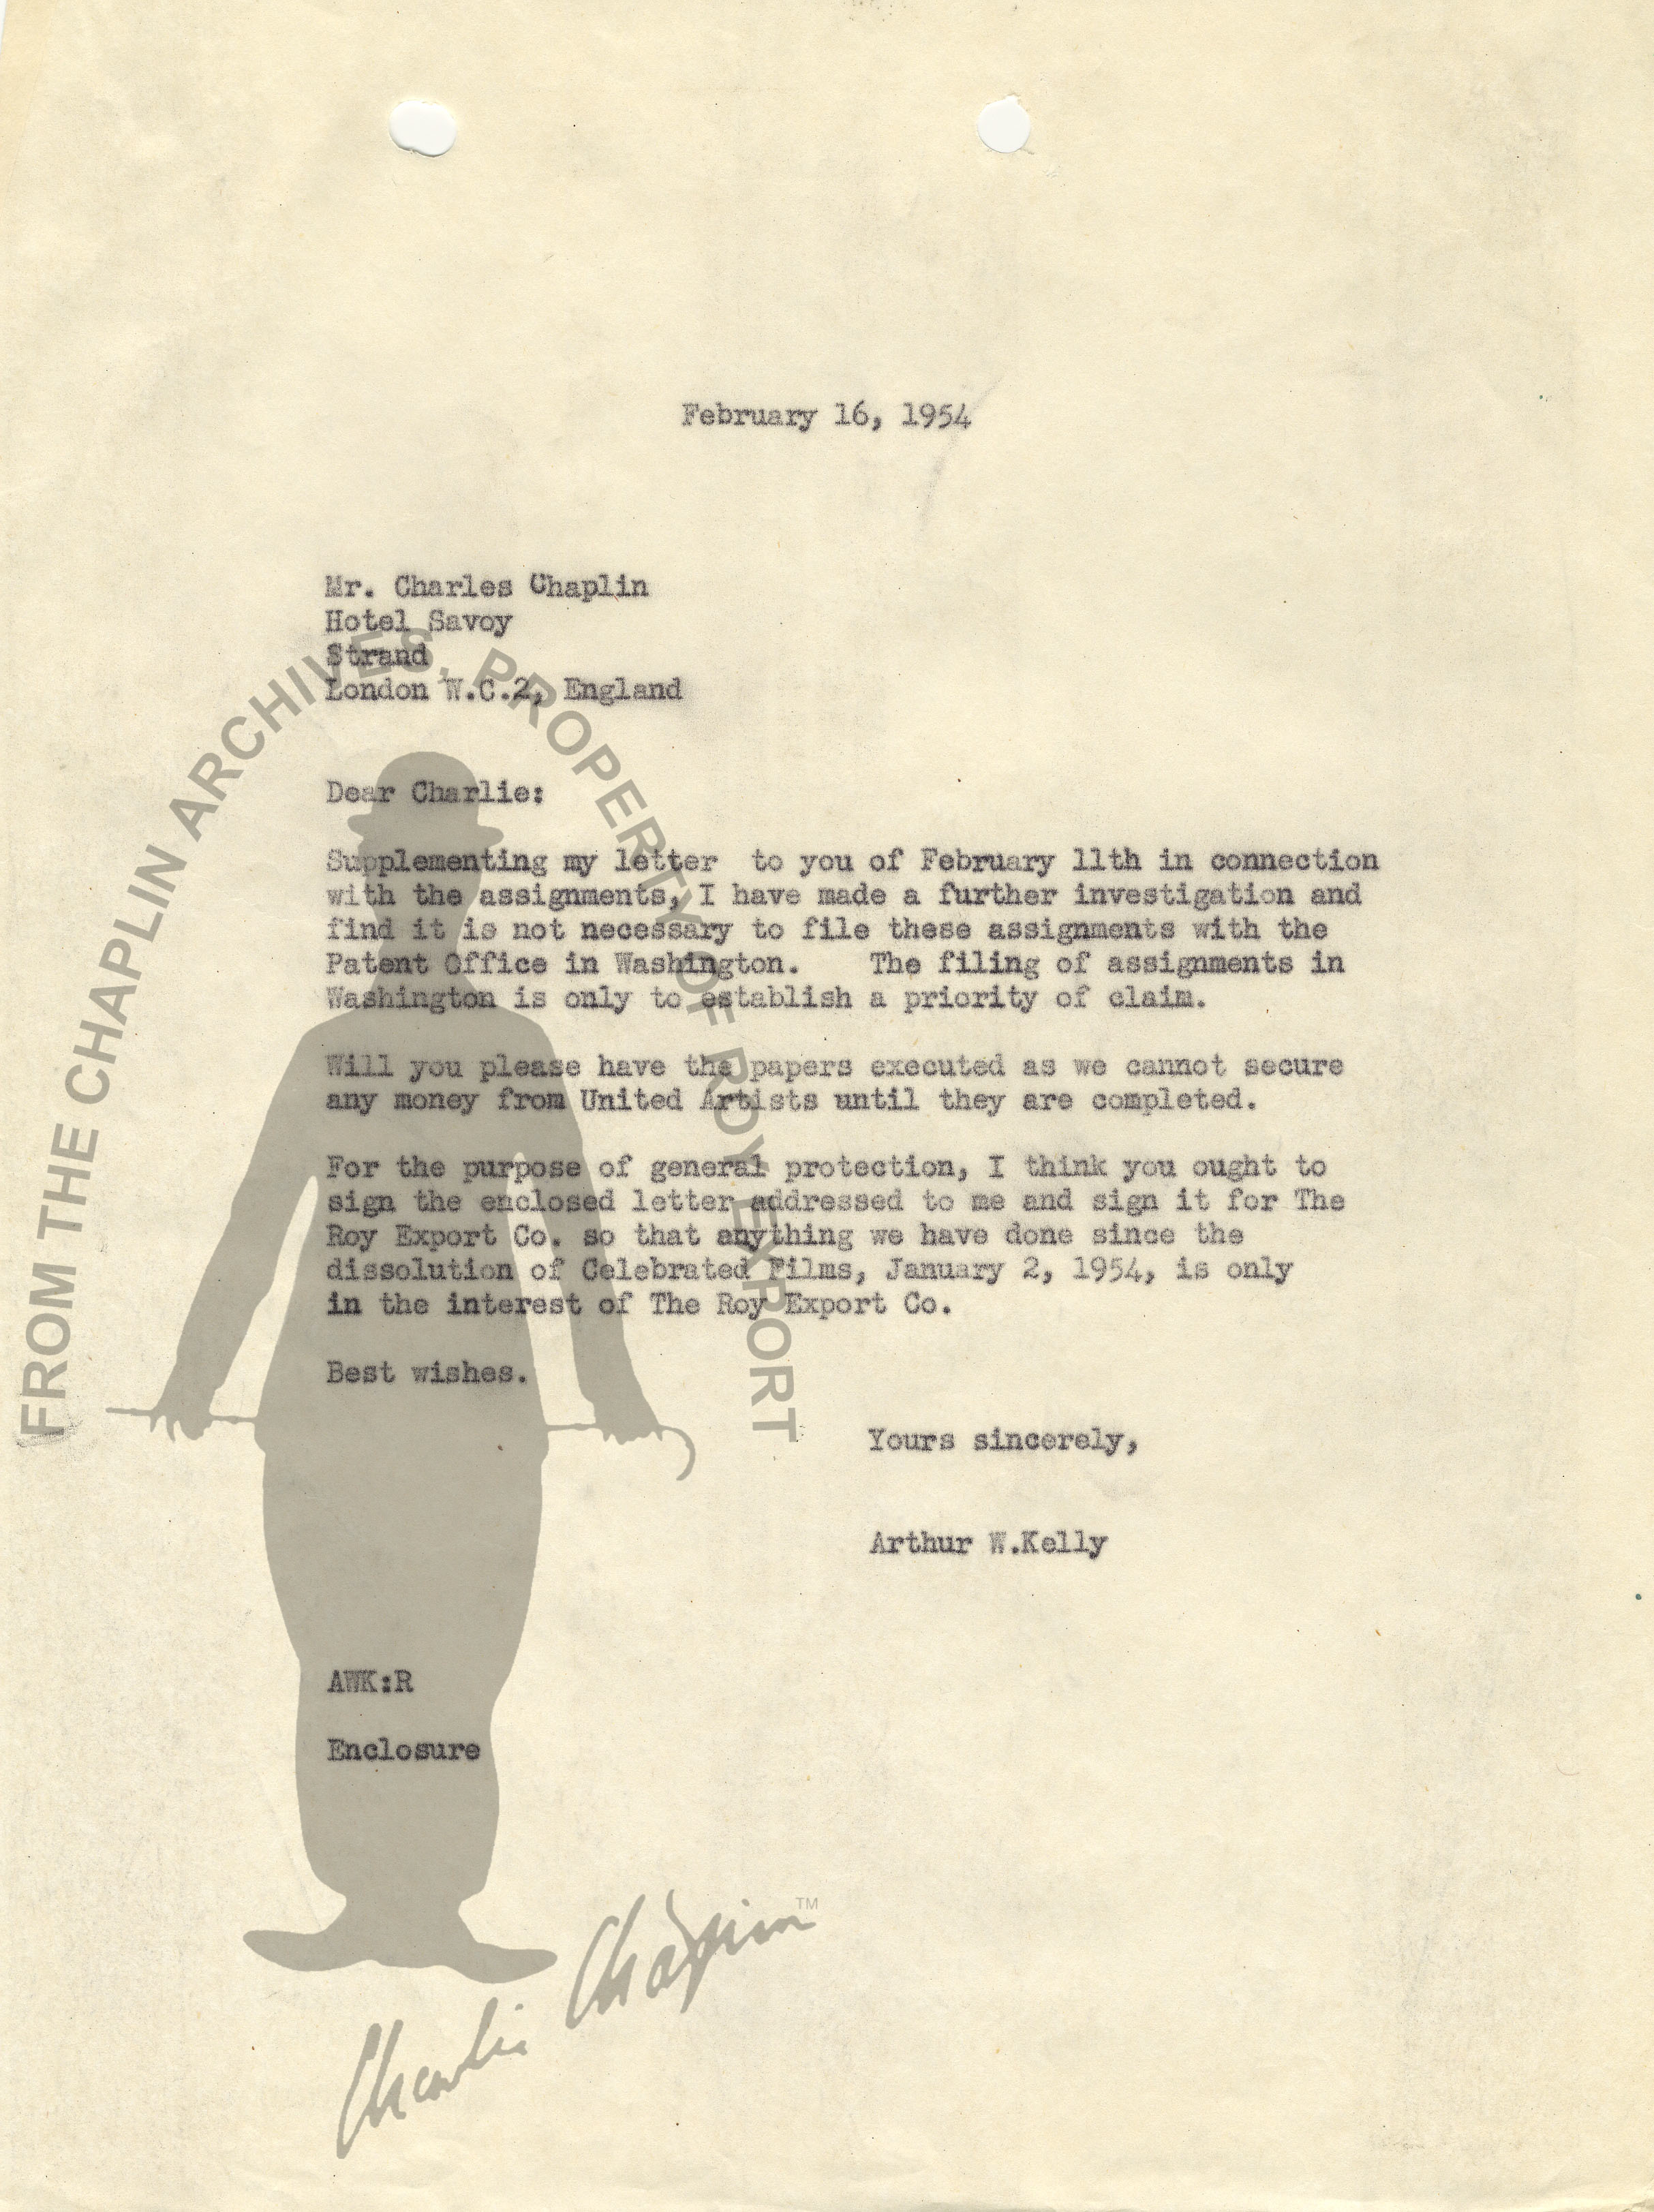 February 16, 1954
Mr. Charles Chaplin
Hotel Savoy
Strand
London W.C.2, England
Dear Charlie:
Supplementing my letter  to you of February 11th in connection
with the assignments, I have made a further investigation and
find it is not necessary to file these assignments with the
Patent Office in Washington.    The filing of assignments in
Washington is only to establish a priority of claim.
Will you please have the papers executed as we cannot secure
any money from United Artists until they are completed.
For the purpose of general protection, I think you ought to
sign the enclosed letter addressed to me and sign it for The
Roy Export Co. so that anything we have done since the
dissolution of Celebrated Films, January 2, 1954, is only
in the interest of The Roy Export Co.
Best wishes.
Yours sincerely,
Arthur W.Kelly
AWK:R
Enclosure
FROM THE CHAPLIN ARCHIVES, PROPERTY OF ROY EXPORT
Charlie Chaplin TM